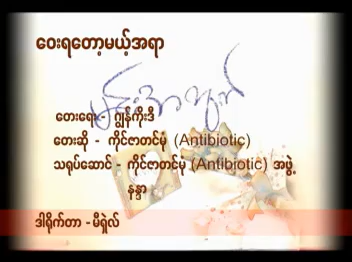 ဝေးရတော့မယ့်အရာ
တေးရေး - ဂျွန်ကိုးဒီ
တေးဆို - ကိုင်ဇာတင်မုံ (Antibiotic)
သရုပ်ဆောင် - ကိုင်ဇာတင်မုံ (Antibiotic) အဖွဲ့
နန္ဒာ
ဒါရိုက်တာ - မီရှဲလ်